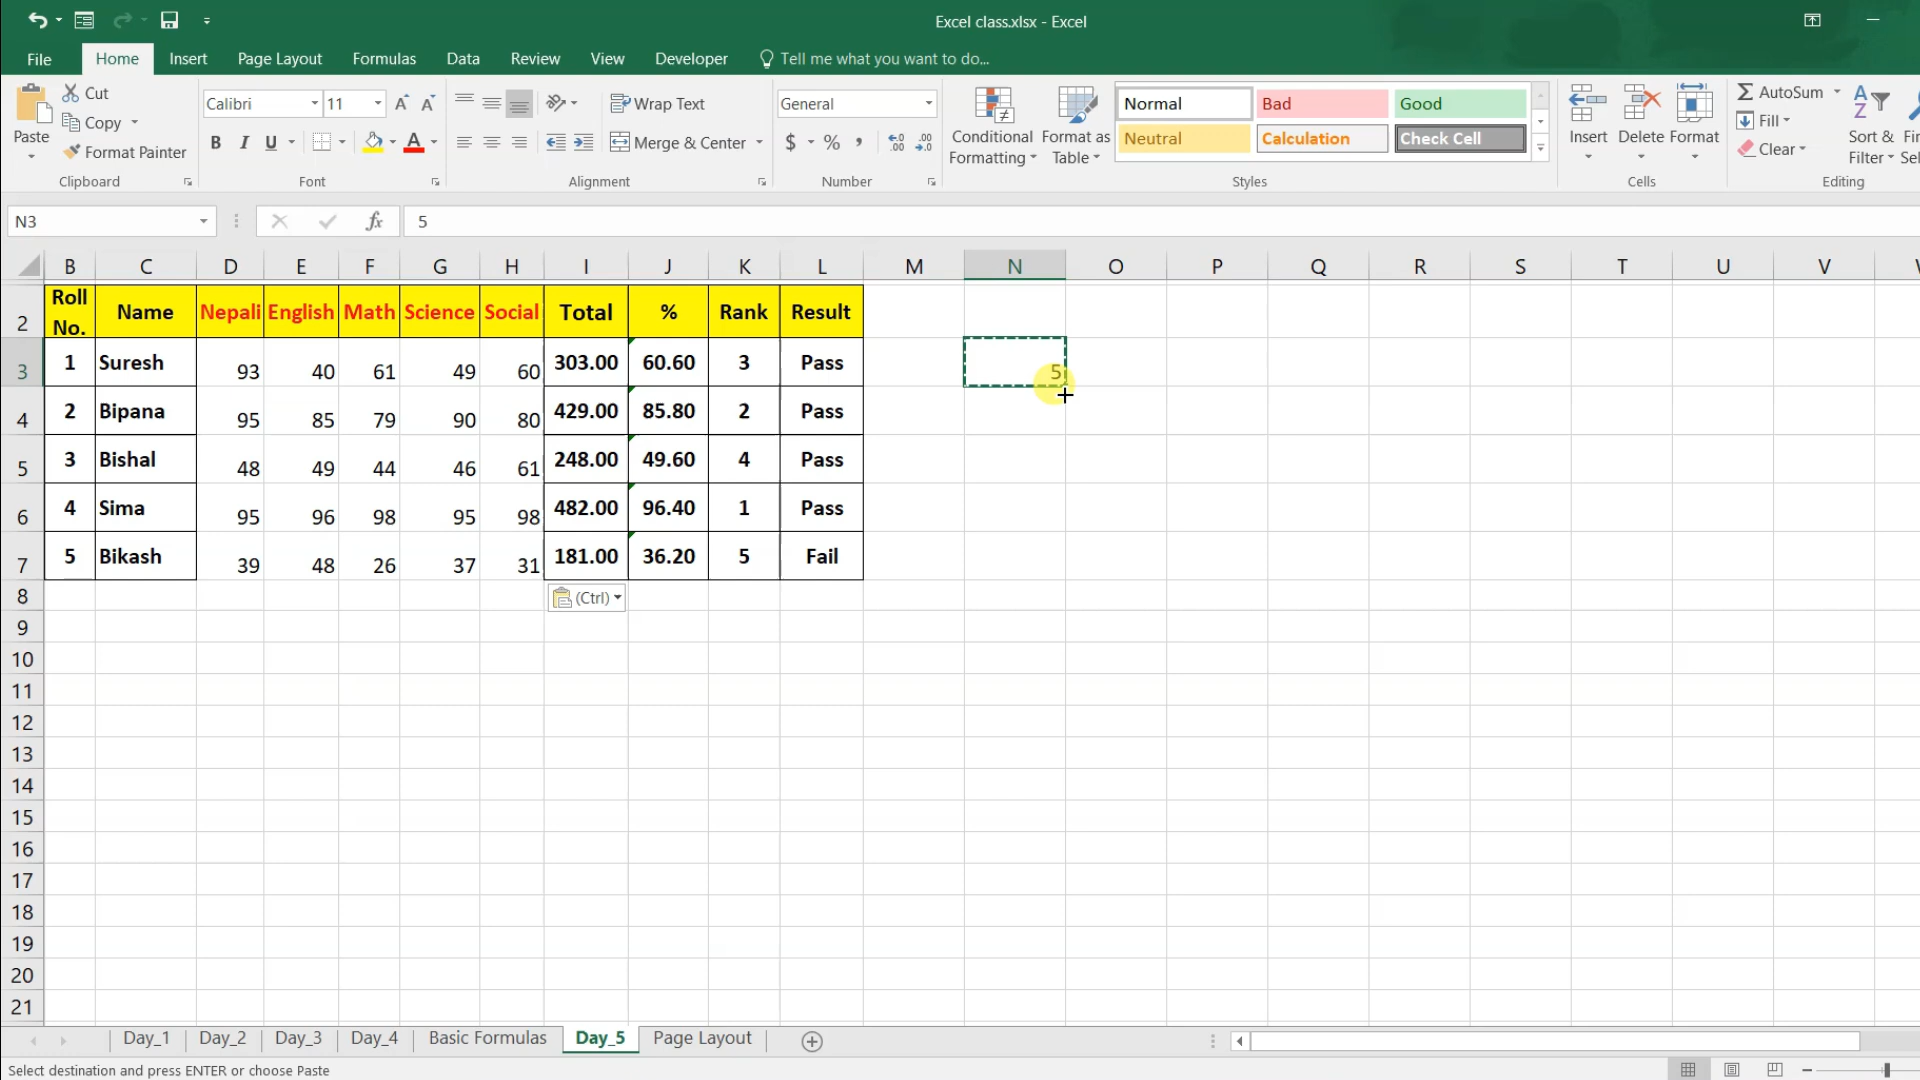 Excel class.xlsx - Excel
File Home Insert Page Layout Formulas Data Review View Developer Tell me what you want to do...
Paste
Cut
Copy
Format Painter
Clipboard
Calibri 11
A A
B I U A
Font
Wrap Text
Merge & Center
Alignment
General
$ % ,
Number
Conditional Formatting
Format as Table
Normal Bad Good
Neutral Calculation Check Cell
Styles
Insert Delete Format
Cells
AutoSum
Fill
Clear
Sort & Filter
Editing
N3 fx 5
B C D E F G H I J K L M N O P Q R S T U V
2 Roll No. Name Nepali English Math Science Social Total % Rank Result
3 1 Suresh 93 40 61 49 60 303.00 60.60 3 Pass 5
4 2 Bipana 95 85 79 90 80 429.00 85.80 2 Pass
5 3 Bishal 48 49 44 46 61 248.00 49.60 4 Pass
6 4 Sima 95 96 98 95 98 482.00 96.40 1 Pass
7 5 Bikash 39 48 26 37 31 181.00 36.20 5 Fail
8 (Ctrl)
9
10
11
12
13
14
15
16
17
18
19
20
21
Day_1 Day_2 Day_3 Day_4 Basic Formulas Day_5 Page Layout
Select destination and press ENTER or choose Paste